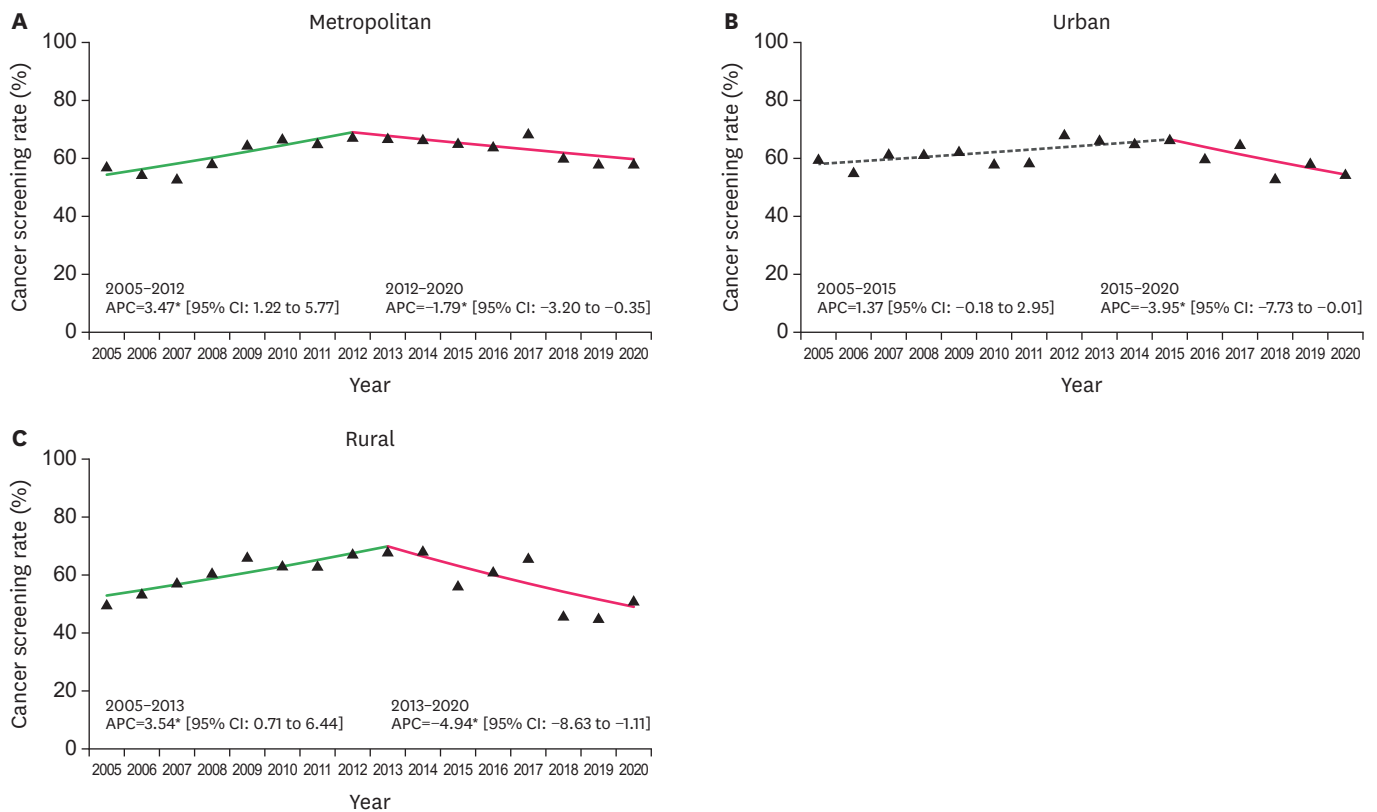 A
Metropolitan
Cancer screening rate (%)
100
80
60
40
20
0
2005–2012
APC=3.47* [95% CI: 1.22 to 5.77]
2012–2020
APC=−1.79* [95% CI: −3.20 to −0.35]
2005 2006 2007 2008 2009 2010 2011 2012 2013 2014 2015 2016 2017 2018 2019 2020
Year
B
Urban
Cancer screening rate (%)
100
80
60
40
20
0
2005–2015
APC=1.37 [95% CI: −0.18 to 2.95]
2015–2020
APC=−3.95* [95% CI: −7.73 to −0.01]
2005 2006 2007 2008 2009 2010 2011 2012 2013 2014 2015 2016 2017 2018 2019 2020
Year
C
Rural
Cancer screening rate (%)
100
80
60
40
20
0
2005–2013
APC=3.54* [95% CI: 0.71 to 6.44]
2013–2020
APC=−4.94* [95% CI: −8.63 to −1.11]
2005 2006 2007 2008 2009 2010 2011 2012 2013 2014 2015 2016 2017 2018 2019 2020
Year